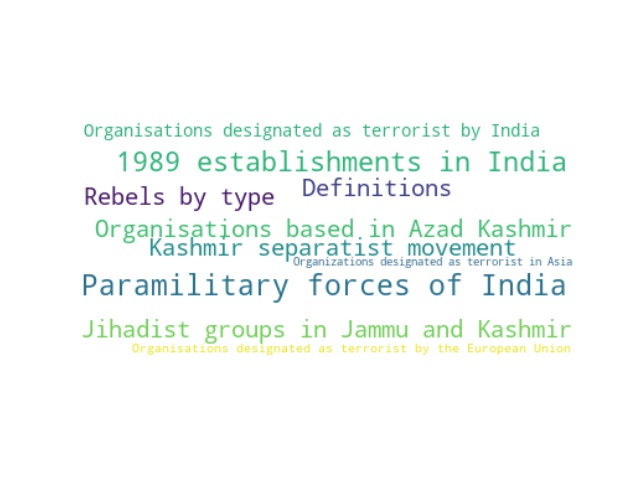 Organisations designated as terrorist by India
1989 establishments in India
Definitions
Rebels by type
Organisations based in Azad Kashmir
Kashmir separatist movement
Organizations designated as terrorist in Asia
Paramilitary forces of India
Jihadist groups in Jammu and Kashmir
Organisations designated as terrorist by the European Union